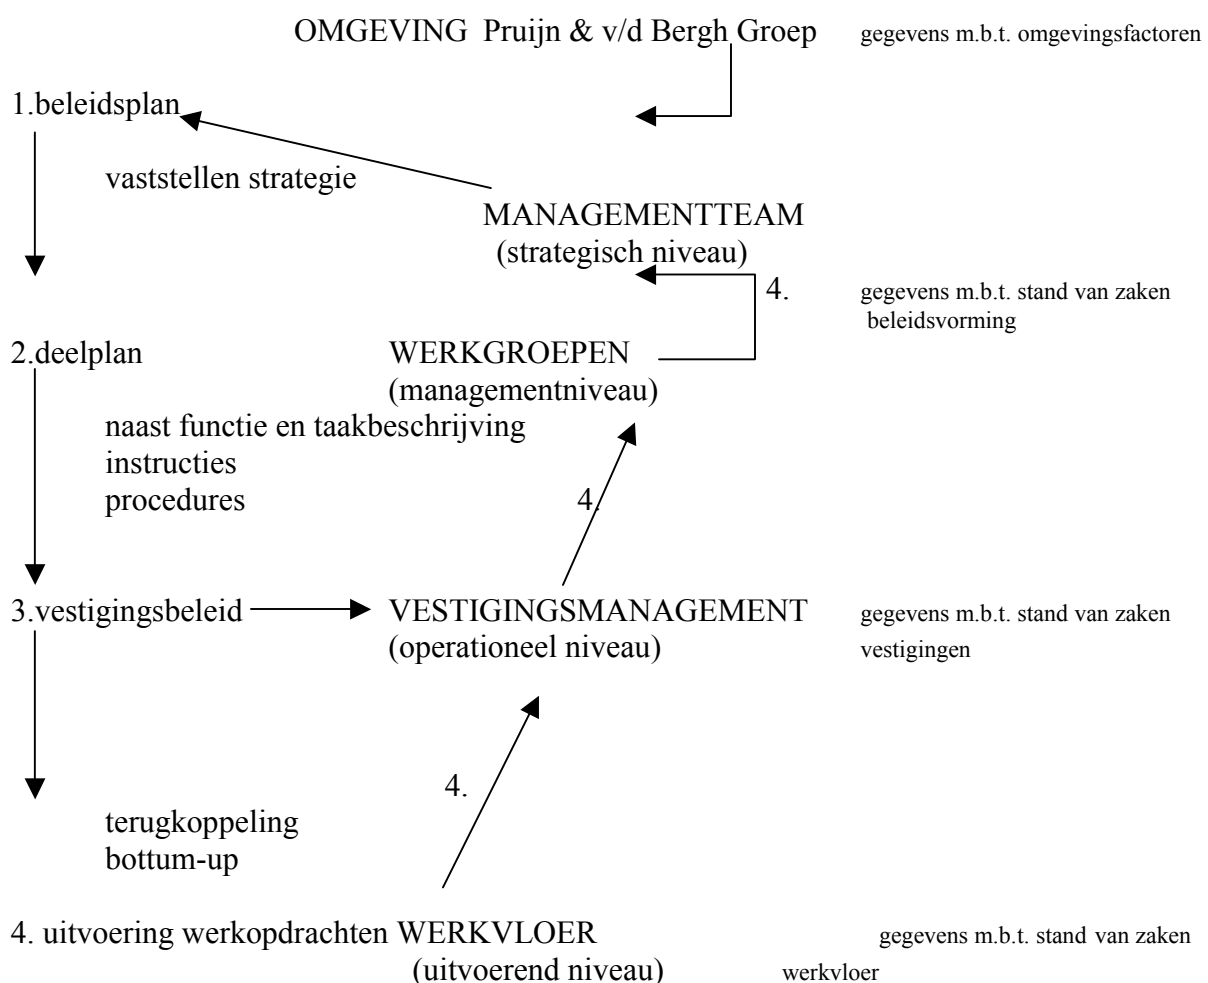 OMGEVING Pruijn & v/d Bergh Groep gegevens m.b.t. omgevingsfactoren
1.beleidsplan
vaststellen strategie
MANAGEMENTTEAM
(strategisch niveau)
4. gegevens m.b.t. stand van zaken
beleidsvorming
2.deelplan WERKGROEPEN
(managementniveau)
naast functie en taakbeschrijving
instructies
procedures 4.
3.vestigingsbeleid VESTIGINGSMANAGEMENT gegevens m.b.t. stand van zaken
(operationeel niveau) vestigingen
4.
terugkoppeling
bottum-up
4. uitvoering werkopdrachten WERKVLOER gegevens m.b.t. stand van zaken
(uitvoerend niveau) werkvloer